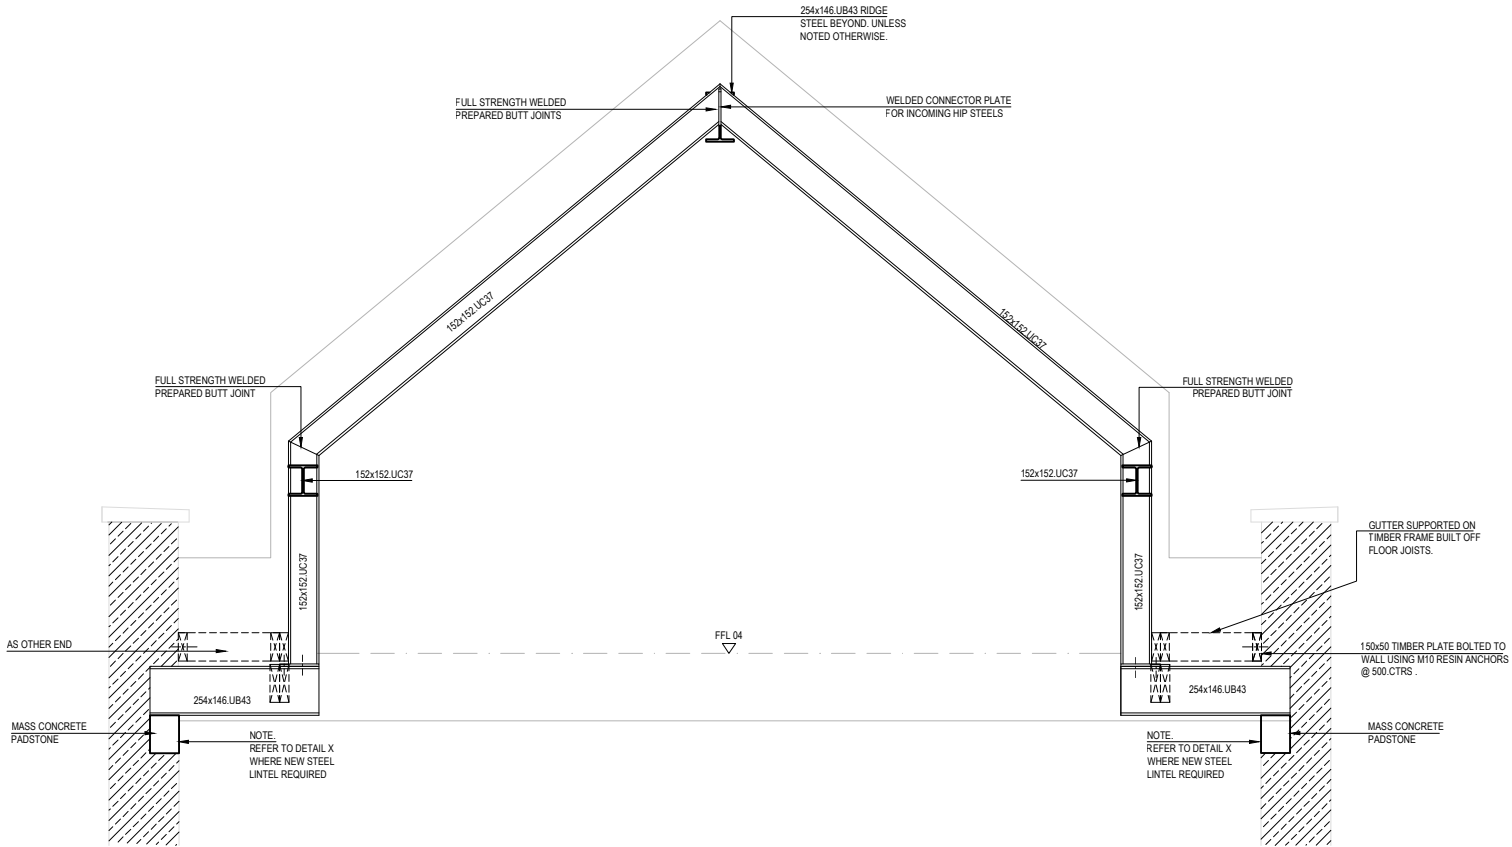 254x146.UB43 RIDGE
STEEL BEYOND. UNLESS
NOTED OTHERWISE.
FULL STRENGTH WELDED
PREPARED BUTT JOINTS
WELDED CONNECTOR PLATE
FOR INCOMING HIP STEELS
152x152.UC37
152x152.UC37
FULL STRENGTH WELDED
PREPARED BUTT JOINT
FULL STRENGTH WELDED
PREPARED BUTT JOINT
152x152.UC37
152x152.UC37
GUTTER SUPPORTED ON
TIMBER FRAME BUILT OFF
FLOOR JOISTS.
152x152.UC37
152x152.UC37
FFL 04
AS OTHER END
150x50 TIMBER PLATE BOLTED TO
WALL USING M10 RESIN ANCHORS
@ 500.CTRS .
254x146.UB43
254x146.UB43
MASS CONCRETE
PADSTONE
NOTE.
REFER TO DETAIL X
WHERE NEW STEEL
LINTEL REQUIRED
NOTE.
REFER TO DETAIL X
WHERE NEW STEEL
LINTEL REQUIRED
MASS CONCRETE
PADSTONE